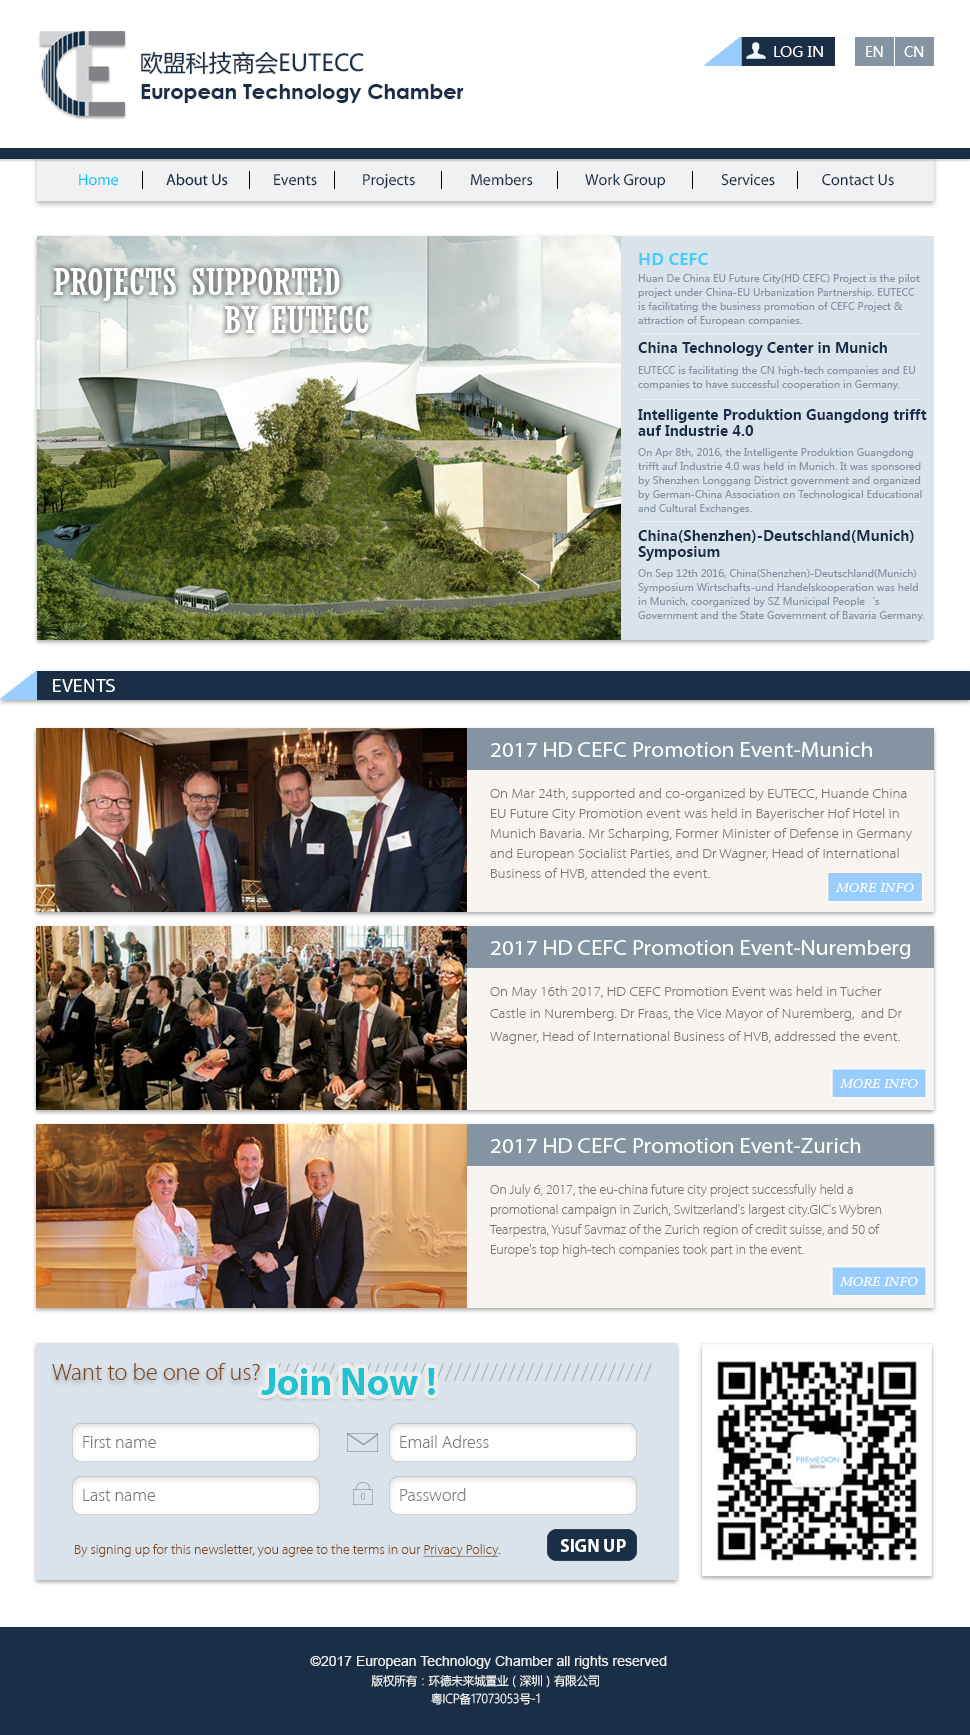 欧盟科技商会EUTECC
European Technology Chamber
LOG IN
EN
CN
Home
About Us
Events
Projects
Members
Work Group
Services
Contact Us
PROJECTS SUPPORTED
BY EUTECC
HD CEFC
Huan De China EU Future City(HD CEFC) Project is the pilot
project under China-EU Urbanization Partnership. EUTECC
is facilitating the business promotion of CEFC Project &
attraction of European companies.
China Technology Center in Munich
EUTECC is facilitating the CN high-tech companies and EU
companies to have successful cooperation in Germany.
Intelligente Produktion Guangdong trifft
auf Industrie 4.0
On Apr 8th, 2016, the Intelligente Produktion Guangdong
trifft auf Industrie 4.0 was held in Munich. It was sponsored
by Shenzhen Longgang District government and organized
by German-China Association on Technological Educational
and Cultural Exchanges.
China(Shenzhen)-Deutschland(Munich)
Symposium
On Sep 12th 2016, China(Shenzhen)-Deutschland(Munich)
Symposium Wirtschafts-und Handelskooperation was held
in Munich, coorganized by SZ Municipal People ’s
Government and the State Government of Bavaria Germany.
EVENTS
2017 HD CEFC Promotion Event-Munich
On Mar 24th, supported and co-organized by EUTECC, Huande China
EU Future City Promotion event was held in Bayerischer Hof Hotel in
Munich Bavaria. Mr Scharping, Former Minister of Defense in Germany
and European Socialist Parties, and Dr Wagner, Head of International
Business of HVB, attended the event.
MORE INFO
2017 HD CEFC Promotion Event-Nuremberg
On May 16th 2017, HD CEFC Promotion Event was held in Tucher
Castle in Nuremberg. Dr Fraas, the Vice Mayor of Nuremberg, and Dr
Wagner, Head of International Business of HVB, addressed the event.
MORE INFO
2017 HD CEFC Promotion Event-Zurich
On July 6, 2017, the eu-china future city project successfully held a
promotional campaign in Zurich, Switzerland's largest city.GIC's Wybren
Tearpestra, Yusuf Savmaz of the Zurich region of credit suisse, and 50 of
Europe's top high-tech companies took part in the event.
MORE INFO
Want to be one of us? Join Now !
First name
Email Adress
Last name
Password
By signing up for this newsletter, you agree to the terms in our Privacy Policy.
SIGN UP
PREMEDION
©2017 European Technology Chamber all rights reserved
版权所有：环德未来城置业（深圳）有限公司
粤ICP备17073053号-1